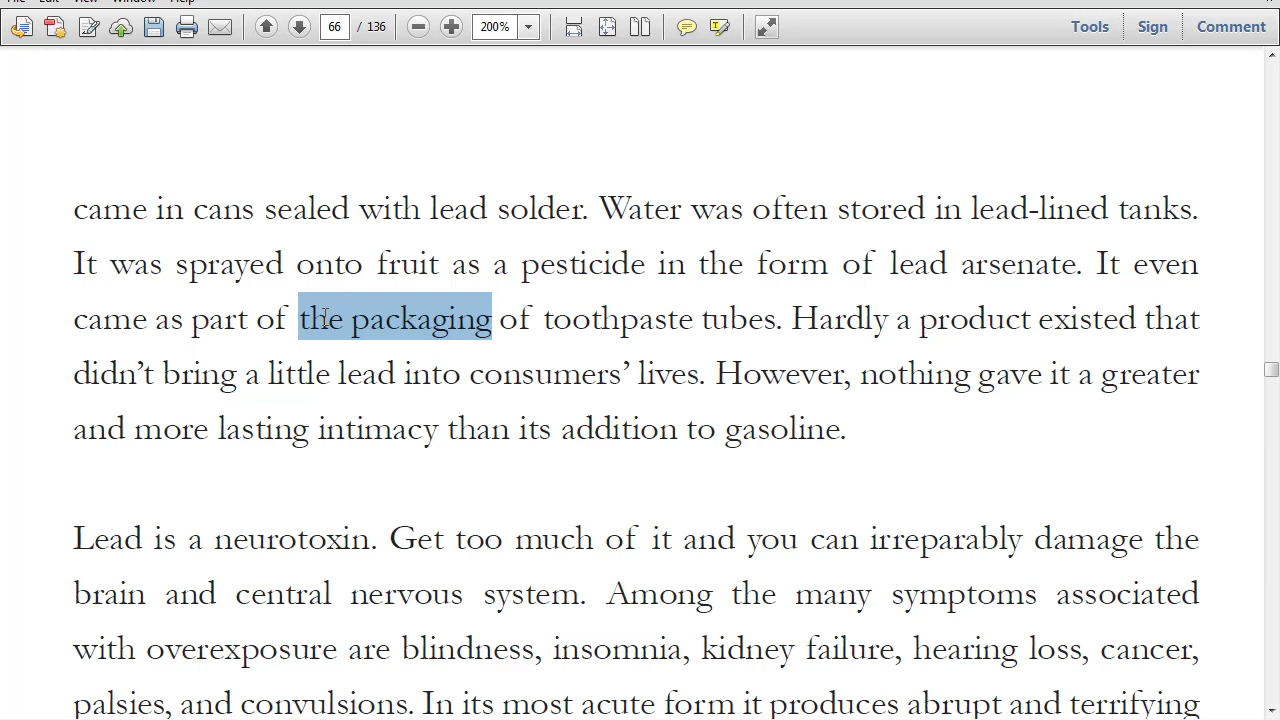 66 / 136 200% Tools Sign Comment
came in cans sealed with lead solder. Water was often stored in lead-lined tanks.
It was sprayed onto fruit as a pesticide in the form of lead arsenate. It even
came as part of the packaging of toothpaste tubes. Hardly a product existed that
didn’t bring a little lead into consumers’ lives. However, nothing gave it a greater
and more lasting intimacy than its addition to gasoline.
Lead is a neurotoxin. Get too much of it and you can irreparably damage the
brain and central nervous system. Among the many symptoms associated
with overexposure are blindness, insomnia, kidney failure, hearing loss, cancer,
palsies, and convulsions. In its most acute form it produces abrupt and terrifying